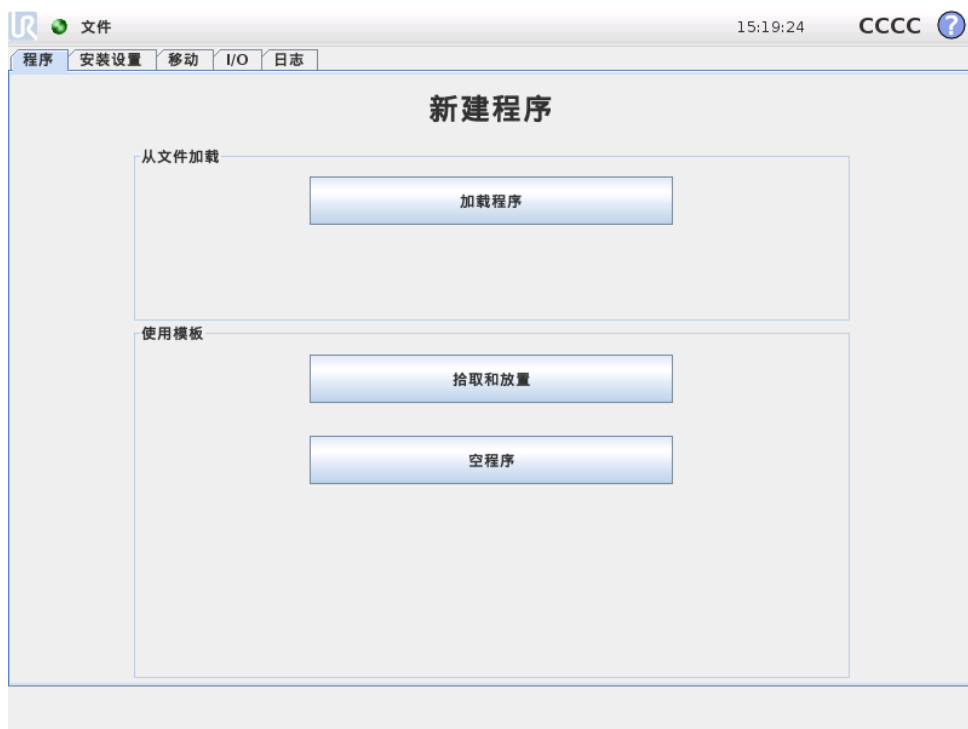 UR 文件 15:19:24 CCCC ?
程序 安装设置 移动 I/O 日志
新建程序
从文件加载
加载程序
使用模板
拾取和放置
空程序